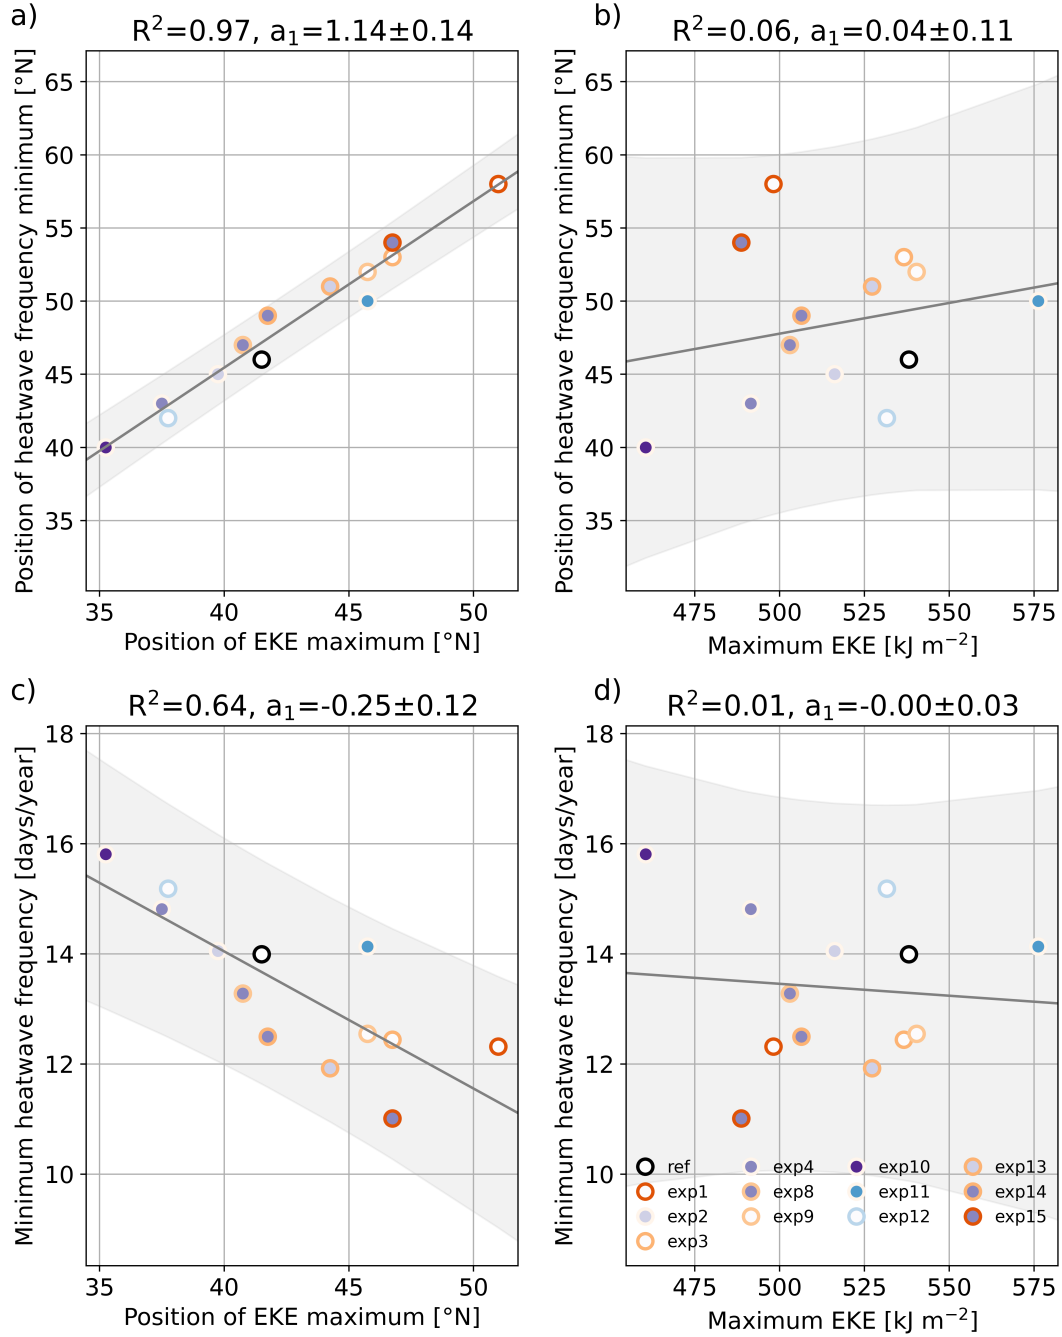 a)
R²=0.97, a₁=1.14±0.14
Position of heatwave frequency minimum [°N]
65
60
55
50
45
40
35
35 40 45 50
Position of EKE maximum [°N]
b)
R²=0.06, a₁=0.04±0.11
Position of heatwave frequency minimum [°N]
65
60
55
50
45
40
35
475 500 525 550 575
Maximum EKE [kJ m⁻²]
c)
R²=0.64, a₁=-0.25±0.12
Minimum heatwave frequency [days/year]
18
16
14
12
10
35 40 45 50
Position of EKE maximum [°N]
d)
R²=0.01, a₁=-0.00±0.03
Minimum heatwave frequency [days/year]
18
16
14
12
10
ref exp4 exp10 exp13
exp1 exp8 exp11 exp14
exp2 exp9 exp12 exp15
exp3
475 500 525 550 575
Maximum EKE [kJ m⁻²]